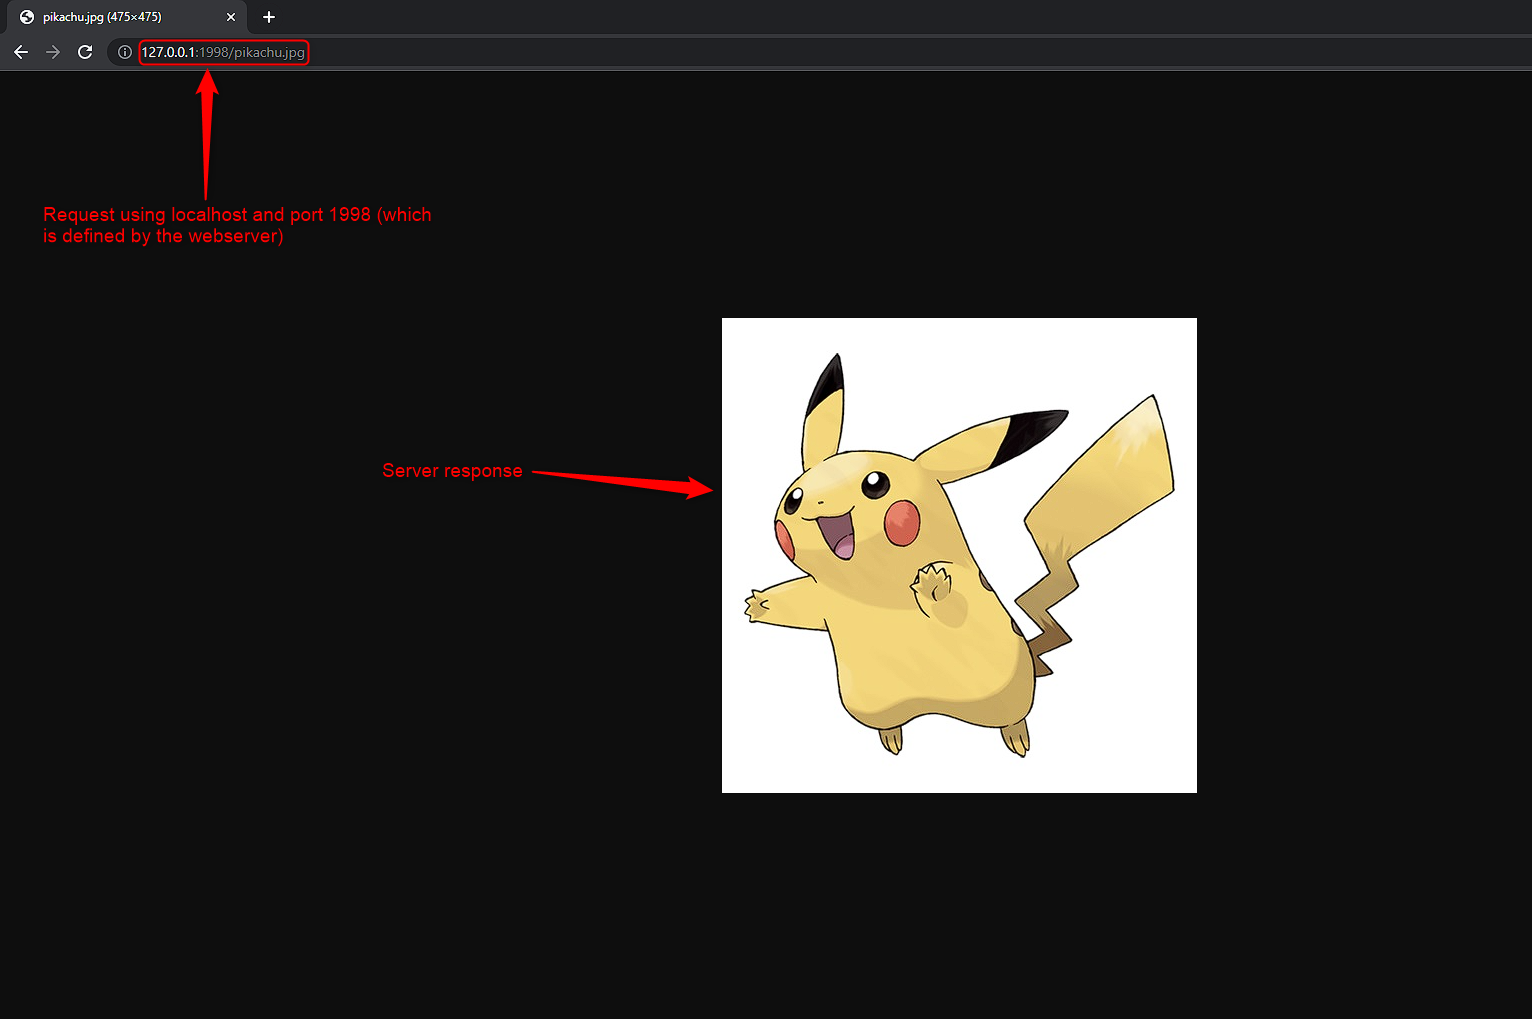 pikachu.jpg (475×475)
127.0.0.1:1998/pikachu.jpg
Request using localhost and port 1998 (which
is defined by the webserver)
Server response